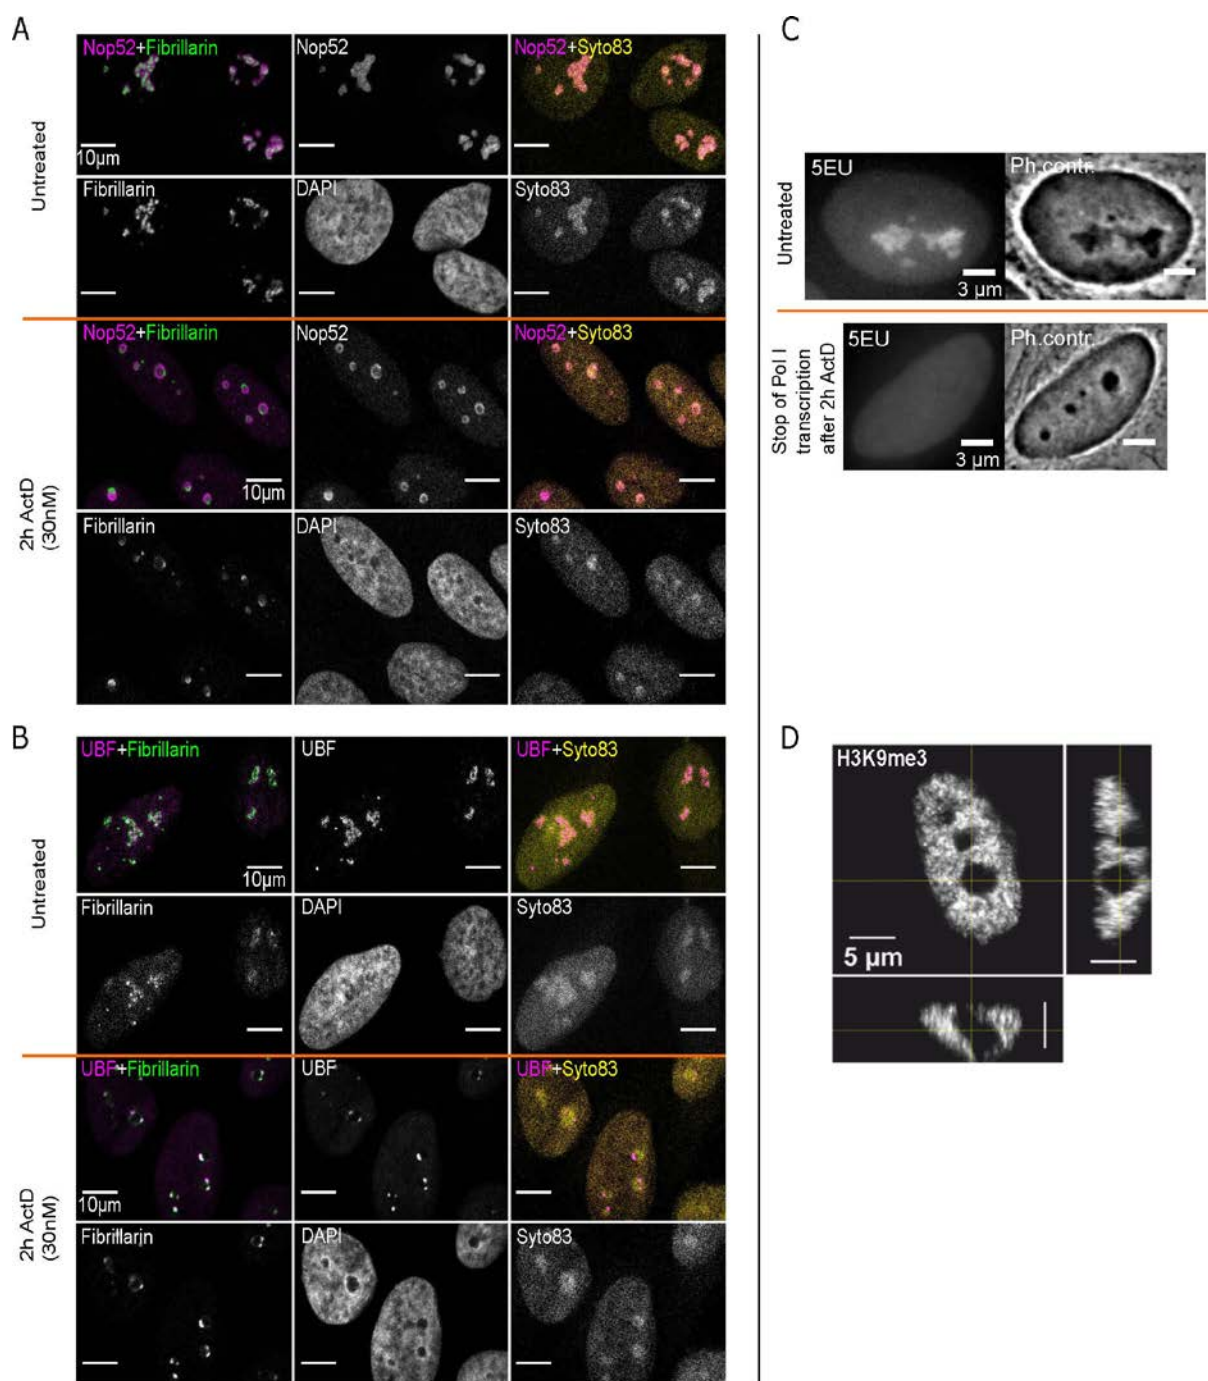 A
Untreated
Nop52+Fibrillarin
Nop52
Nop52+Syto83
10µm
Fibrillarin
DAPI
Syto83
2h ActD
(30nM)
Nop52+Fibrillarin
Nop52
Nop52+Syto83
10µm
Fibrillarin
DAPI
Syto83
B
Untreated
UBF+Fibrillarin
UBF
UBF+Syto83
10µm
Fibrillarin
DAPI
Syto83
2h ActD
(30nM)
UBF+Fibrillarin
UBF
UBF+Syto83
10µm
Fibrillarin
DAPI
Syto83
C
Untreated
5EU
Ph.contr.
3 µm
Stop of Pol I
transcription
after 2h ActD
5EU
Ph.contr.
3 µm
D
H3K9me3
5 µm